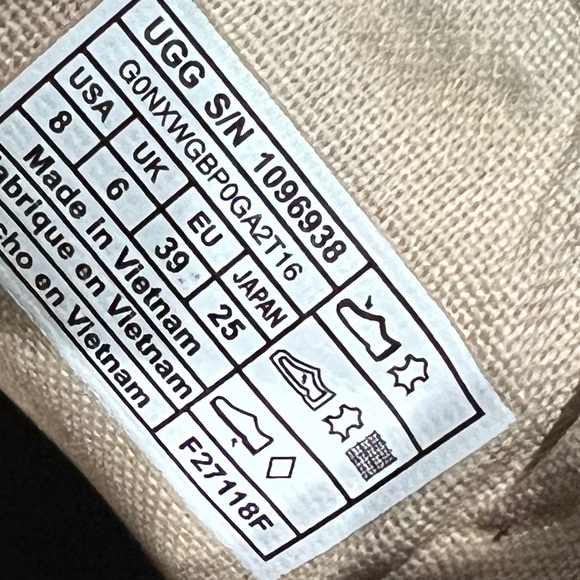 UGG S/N 1096938
G0NXWGBP0GA2T16
USA UK EU JAPAN
8 6 39 25
Made in Vietnam
abrique en Vietnam
cho en Vietnam
F27118F